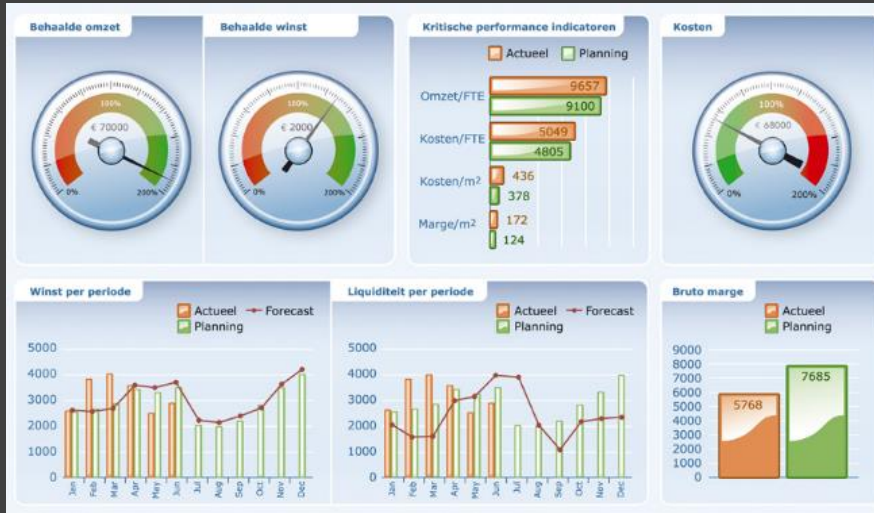 Behaalde omzet
100%
€ 70000
0%
200%
Behaalde winst
100%
€ 2000
0%
200%
Kritische performance indicatoren
Actueel
Planning
Omzet/FTE
9657
9100
Kosten/FTE
5049
4805
Kosten/m²
436
378
Marge/m²
172
124
Kosten
100%
€ 68000
0%
200%
Winst per periode
Actueel
Forecast
Planning
5000
4000
3000
2000
1000
0
Jan
Feb
Mar
Apr
May
Jun
Jul
Aug
Sep
Oct
Nov
Dec
Liquiditeit per periode
Actueel
Forecast
Planning
5000
4000
3000
2000
1000
0
Jan
Feb
Mar
Apr
May
Jun
Jul
Aug
Sep
Oct
Nov
Dec
Bruto marge
Actueel
Planning
9000
8000
7000
6000
5000
4000
3000
2000
1000
0
5768
7685